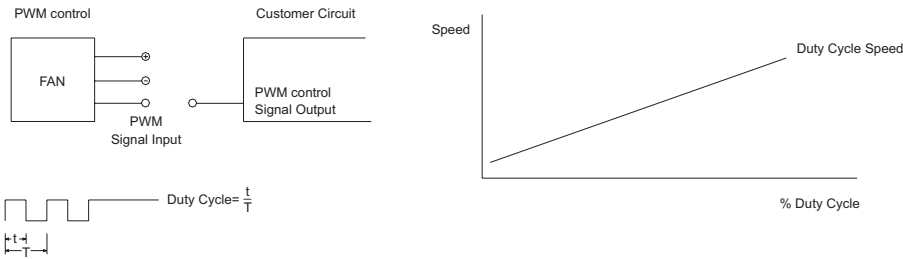 PWM control
FAN
+
−
PWM
Signal Input
Customer Circuit
PWM control
Signal Output
Duty Cycle= t/T
t
T
Speed
Duty Cycle Speed
% Duty Cycle